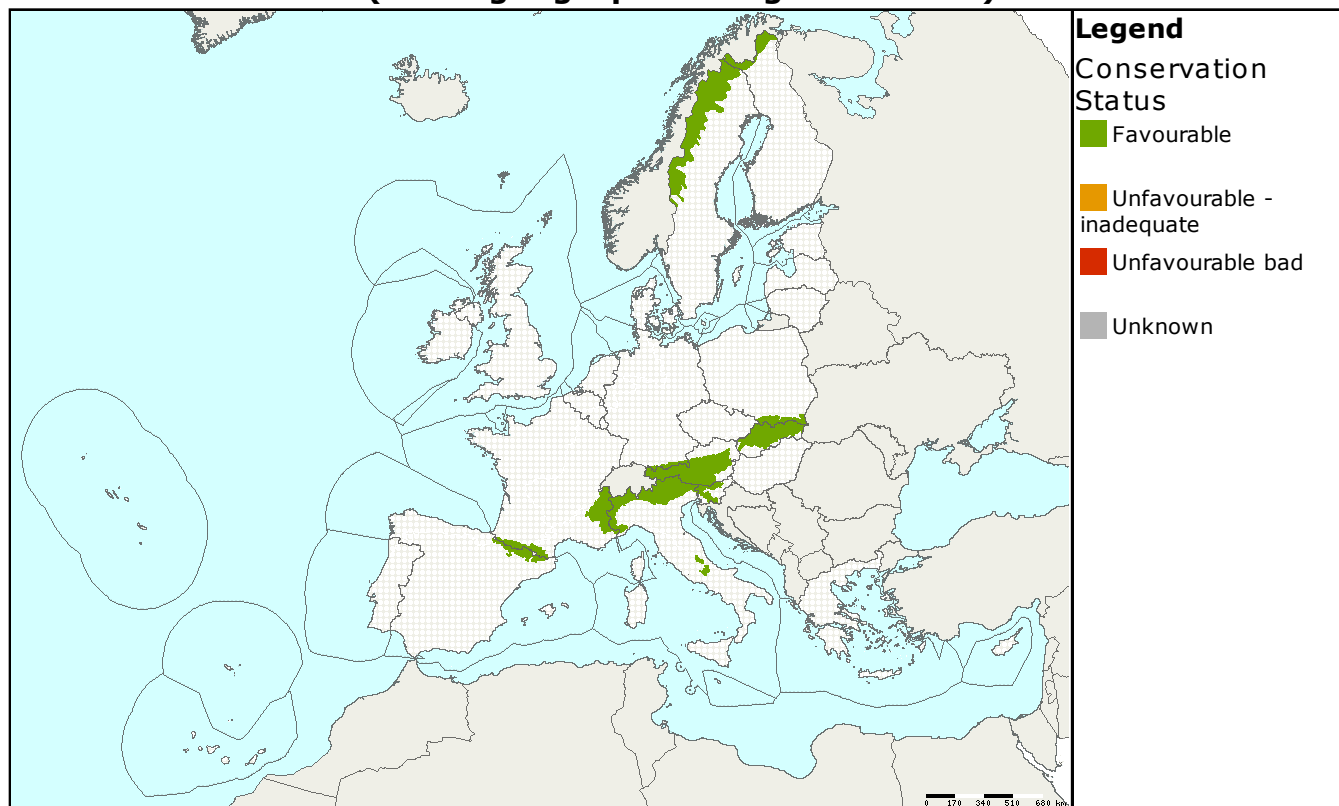 Legend
Conservation
Status
Favourable
Unfavourable -
inadequate
Unfavourable bad
Unknown
0 170 340 510 680 km